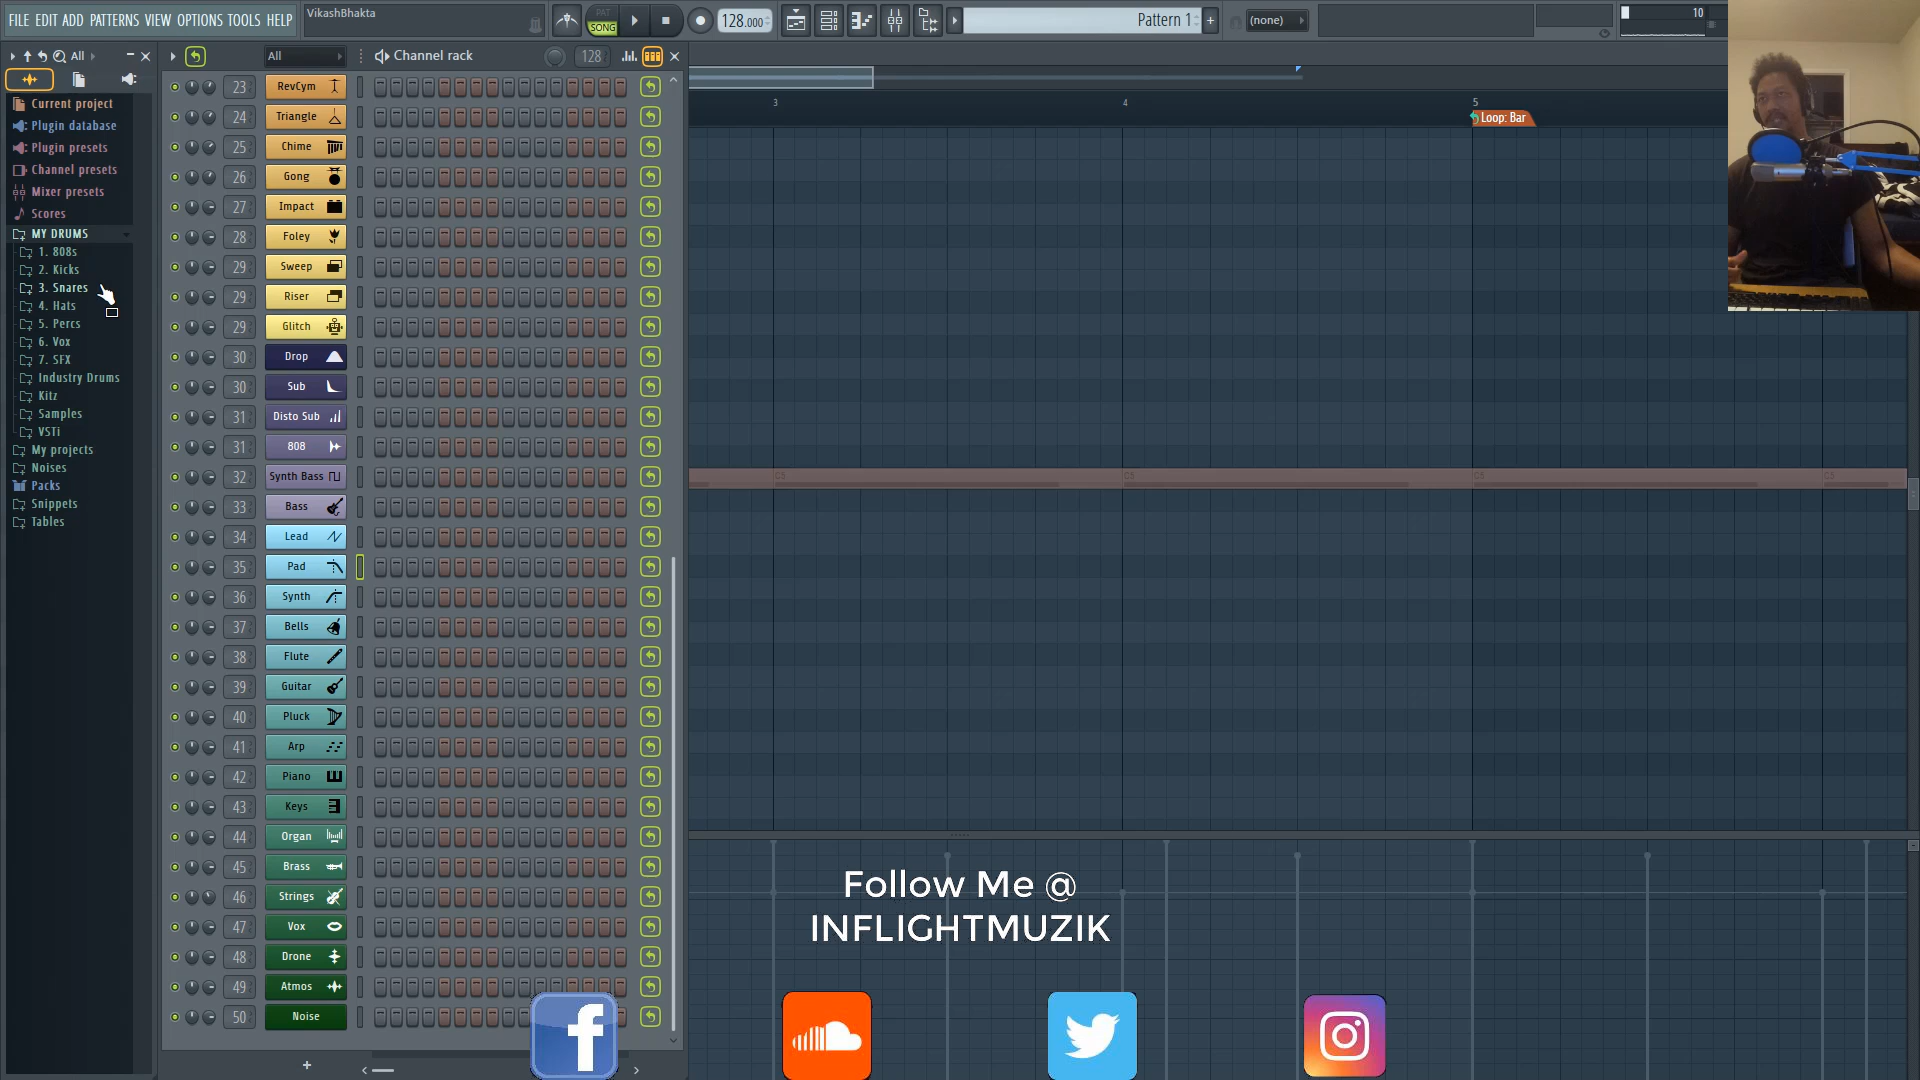 FILE EDIT ADD PATTERNS VIEW OPTIONS TOOLS HELP
VikashBhakta
PAT
SONG
128.000
Pattern 1
(none)
10
All
All
Channel rack
128
Current project
Plugin database
Plugin presets
Channel presets
Mixer presets
Scores
MY DRUMS
1. 808s
2. Kicks
3. Snares
4. Hats
5. Percs
6. Vox
7. SFX
Industry Drums
Kitz
Samples
VSTi
My projects
Noises
Packs
Snippets
Tables
23 RevCym
24 Triangle
25 Chime
26 Gong
27 Impact
28 Foley
29 Sweep
29 Riser
29 Glitch
30 Drop
30 Sub
31 Disto Sub
31 808
32 Synth Bass
33 Bass
34 Lead
35 Pad
36 Synth
37 Bells
38 Flute
39 Guitar
40 Pluck
41 Arp
42 Piano
43 Keys
44 Organ
45 Brass
46 Strings
47 Vox
48 Drone
49 Atmos
50 Noise
3 4 5
Loop: Bar
C5 C5 C5 C5
Follow Me @
INFLIGHTMUZIK